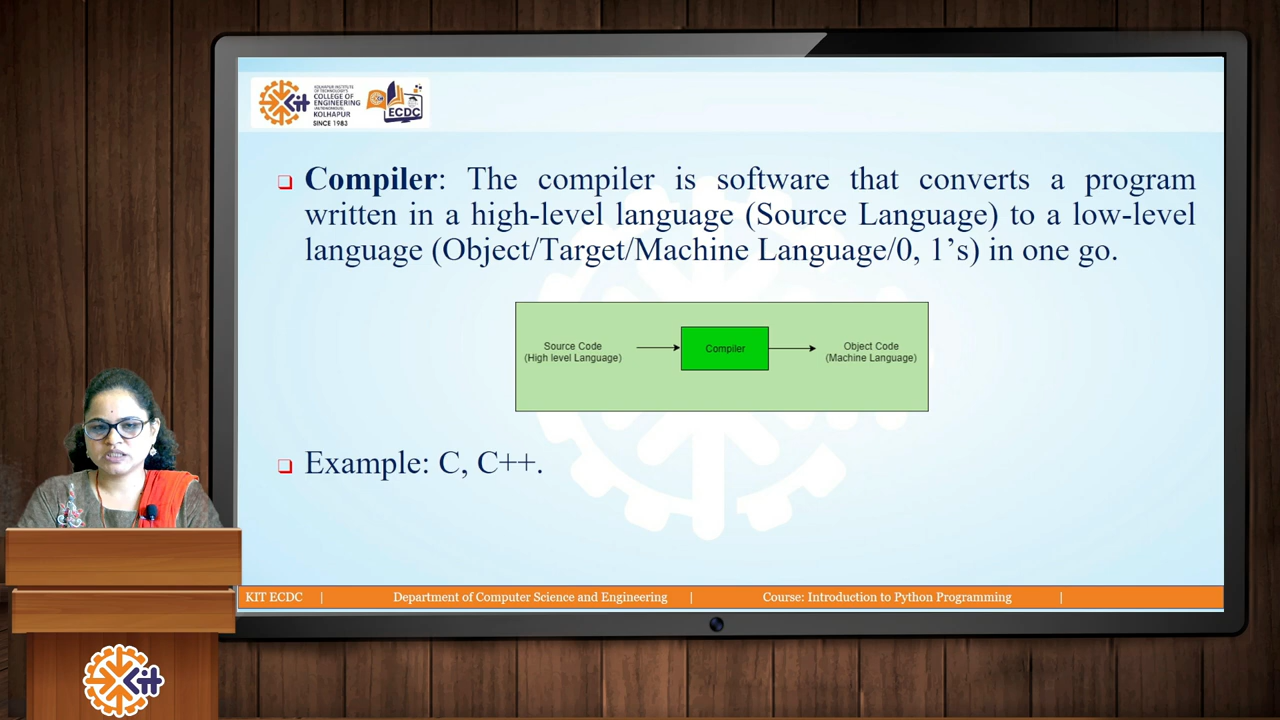 KOLHAPUR INSTITUTE
OF TECHNOLOGY'S
COLLEGE OF
ENGINEERING
(AUTONOMOUS),
KOLHAPUR
SINCE 1983
Kit
ECDC
Compiler: The compiler is software that converts a program
written in a high-level language (Source Language) to a low-level
language (Object/Target/Machine Language/0, 1’s) in one go.
Source Code
(High level Language)
Compiler
Object Code
(Machine Language)
Example: C, C++.
KIT ECDC | Department of Computer Science and Engineering | Course: Introduction to Python Programming |
Kit